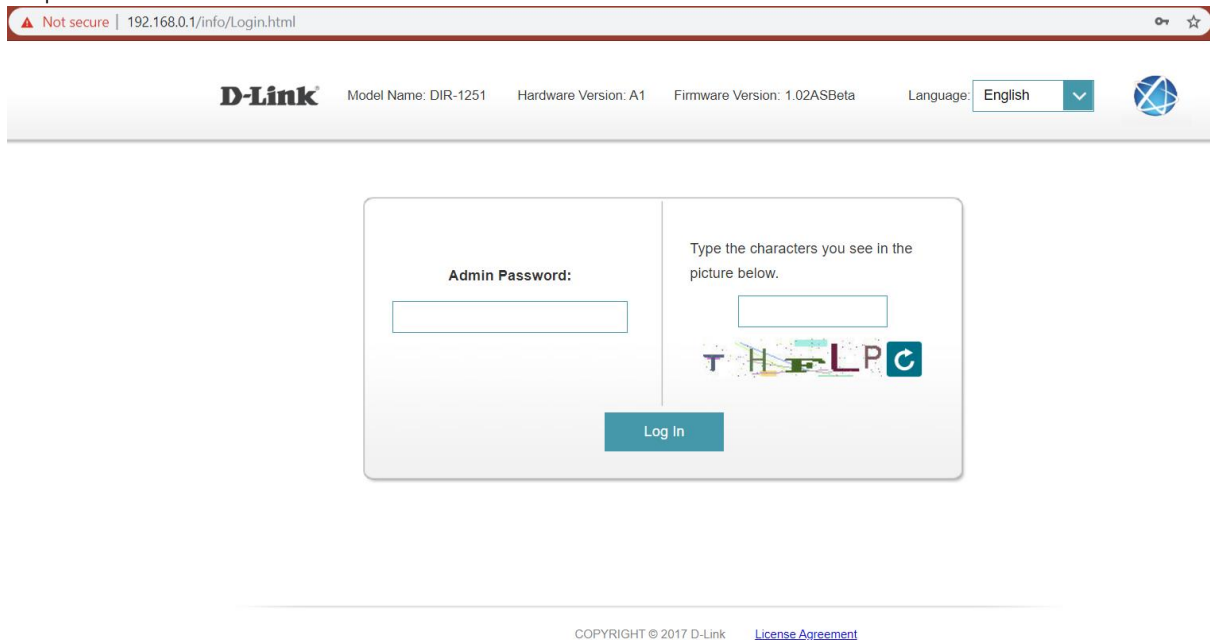 Not secure | 192.168.0.1/info/Login.html
D-Link Model Name: DIR-1251 Hardware Version: A1 Firmware Version: 1.02ASBeta Language: English
Type the characters you see in the
picture below.
Admin Password:
Log In
COPYRIGHT © 2017 D-Link License Agreement